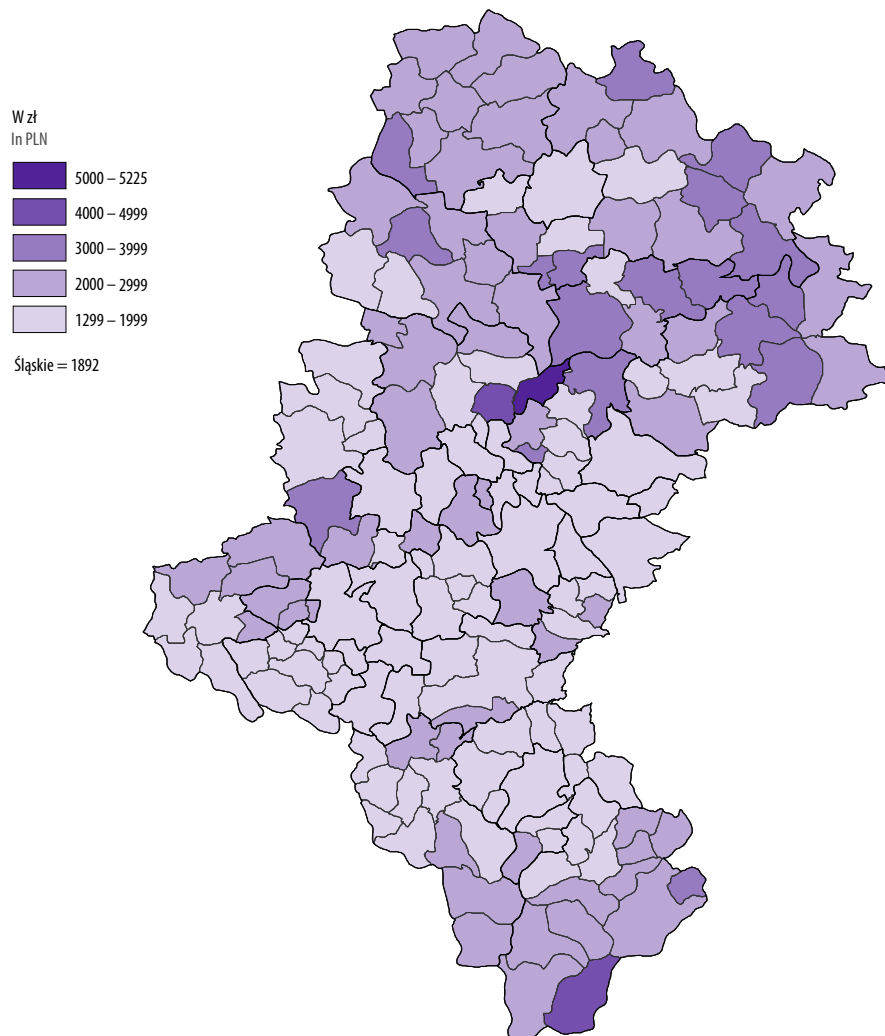 W zł
In PLN
5000 – 5225
4000 – 4999
3000 – 3999
2000 – 2999
1299 – 1999
Śląskie = 1892